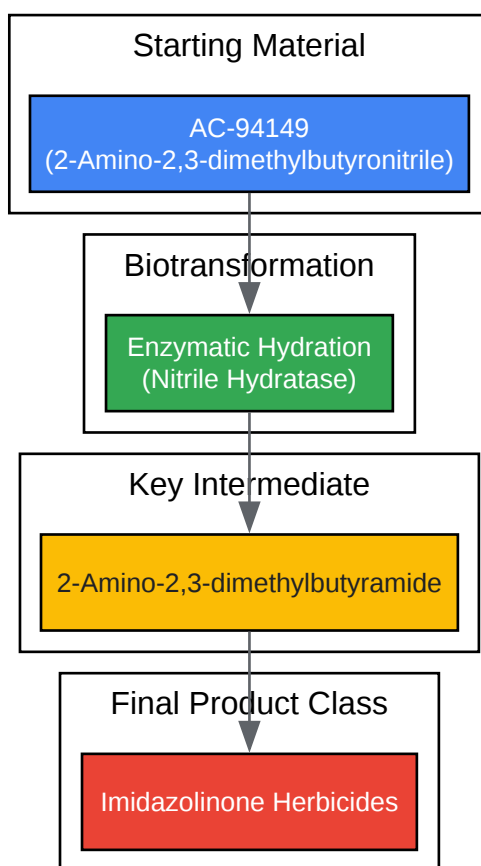 Starting Material
AC-94149
(2-Amino-2,3-dimethylbutyronitrile)
Biotransformation
Enzymatic Hydration
(Nitrile Hydratase)
Key Intermediate
2-Amino-2,3-dimethylbutyramide
Final Product Class
Imidazolinone Herbicides